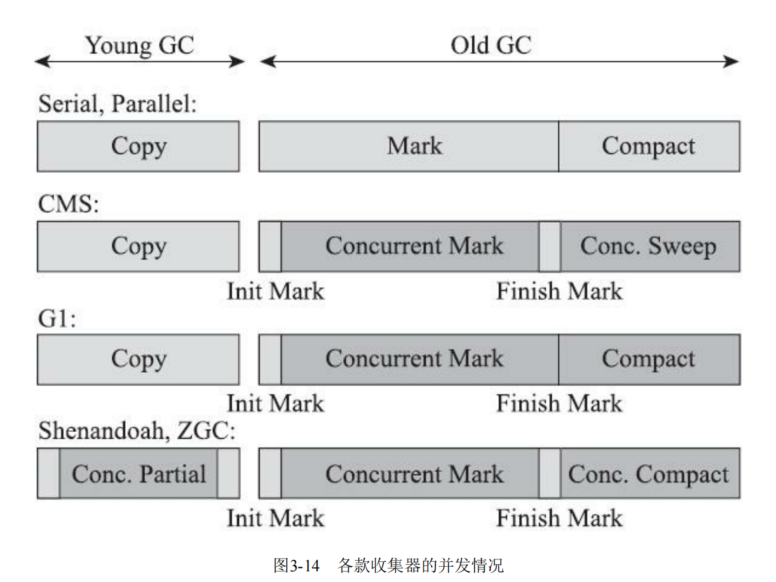 Young GC Old GC
Serial, Parallel:
Copy Mark Compact
CMS:
Copy Concurrent Mark Conc. Sweep
Init Mark Finish Mark
G1:
Copy Concurrent Mark Compact
Init Mark Finish Mark
Shenandoah, ZGC:
Conc. Partial Concurrent Mark Conc. Compact
Init Mark Finish Mark
图3-14 各款收集器的并发情况